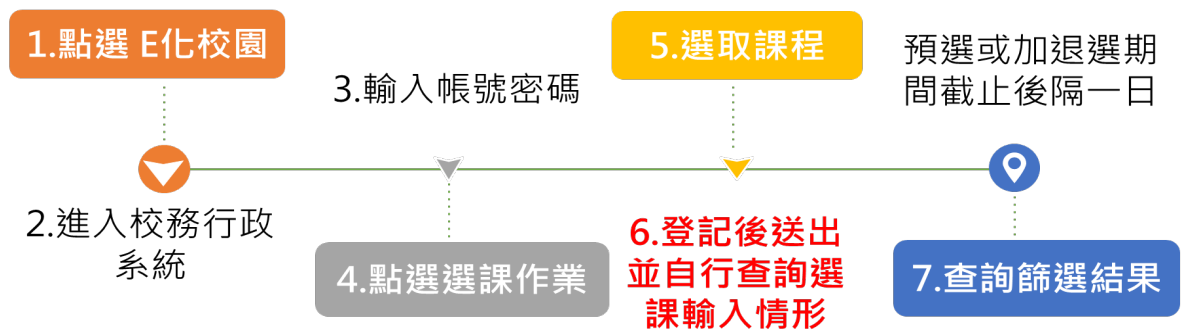 1.點選 E化校園
2.進入校務行政
系統
3.輸入帳號密碼
4.點選選課作業
5.選取課程
6.登記後送出
並自行查詢選
課輸入情形
預選或加退選期
間截止後隔一日
7.查詢篩選結果